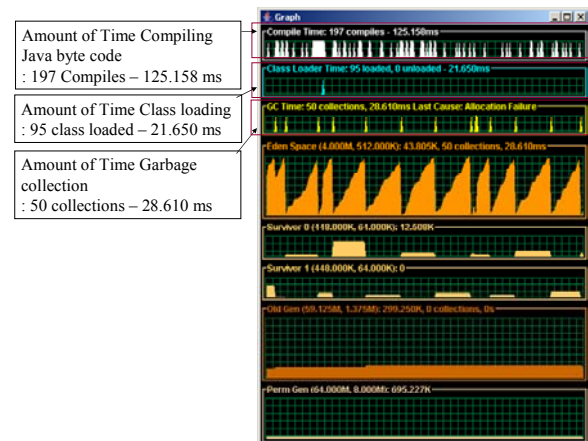 Amount of Time Compiling
Java byte code
: 197 Compiles – 125.158 ms
Amount of Time Class loading
: 95 class loaded – 21.650 ms
Amount of Time Garbage
collection
: 50 collections – 28.610 ms
Graph
Compile Time: 197 compiles - 125.158ms
Class Loader Time: 95 loaded, 0 unloaded - 21.650ms
GC Time: 50 collections, 28.610ms Last Cause: Allocation Failure
Eden Space (4.000M, 512.000K): 43.805K, 50 collections, 28.610ms
Survivor 0 (448.000K, 64.000K): 12.508K
Survivor 1 (448.000K, 64.000K): 0
Old Gen (59.125M, 1.375M): 299.250K, 0 collections, 0s
Perm Gen (64.000M, 8.000M): 695.227K